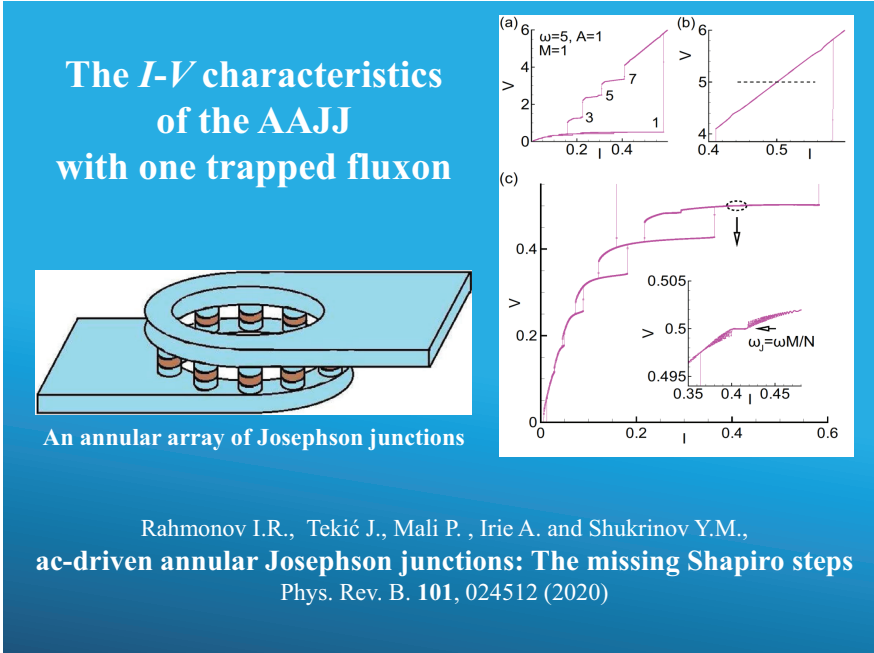 The I-V characteristics
of the AAJJ
with one trapped fluxon
An annular array of Josephson junctions
(a)
6
4
2
0
V
ω=5, A=1
M=1
3
5
7
1
0.2
0.4
I
(b)
6
5
4
V
0.4
0.5
I
(c)
0.4
0.2
0
V
0
0.2
0.4
0.6
I
0.505
0.5
0.495
V
ωJ=ωM/N
0.35
0.4
0.45
I
Rahmonov I.R., Tekić J., Mali P. , Irie A. and Shukrinov Y.M.,
ac-driven annular Josephson junctions: The missing Shapiro steps
Phys. Rev. B. 101, 024512 (2020)